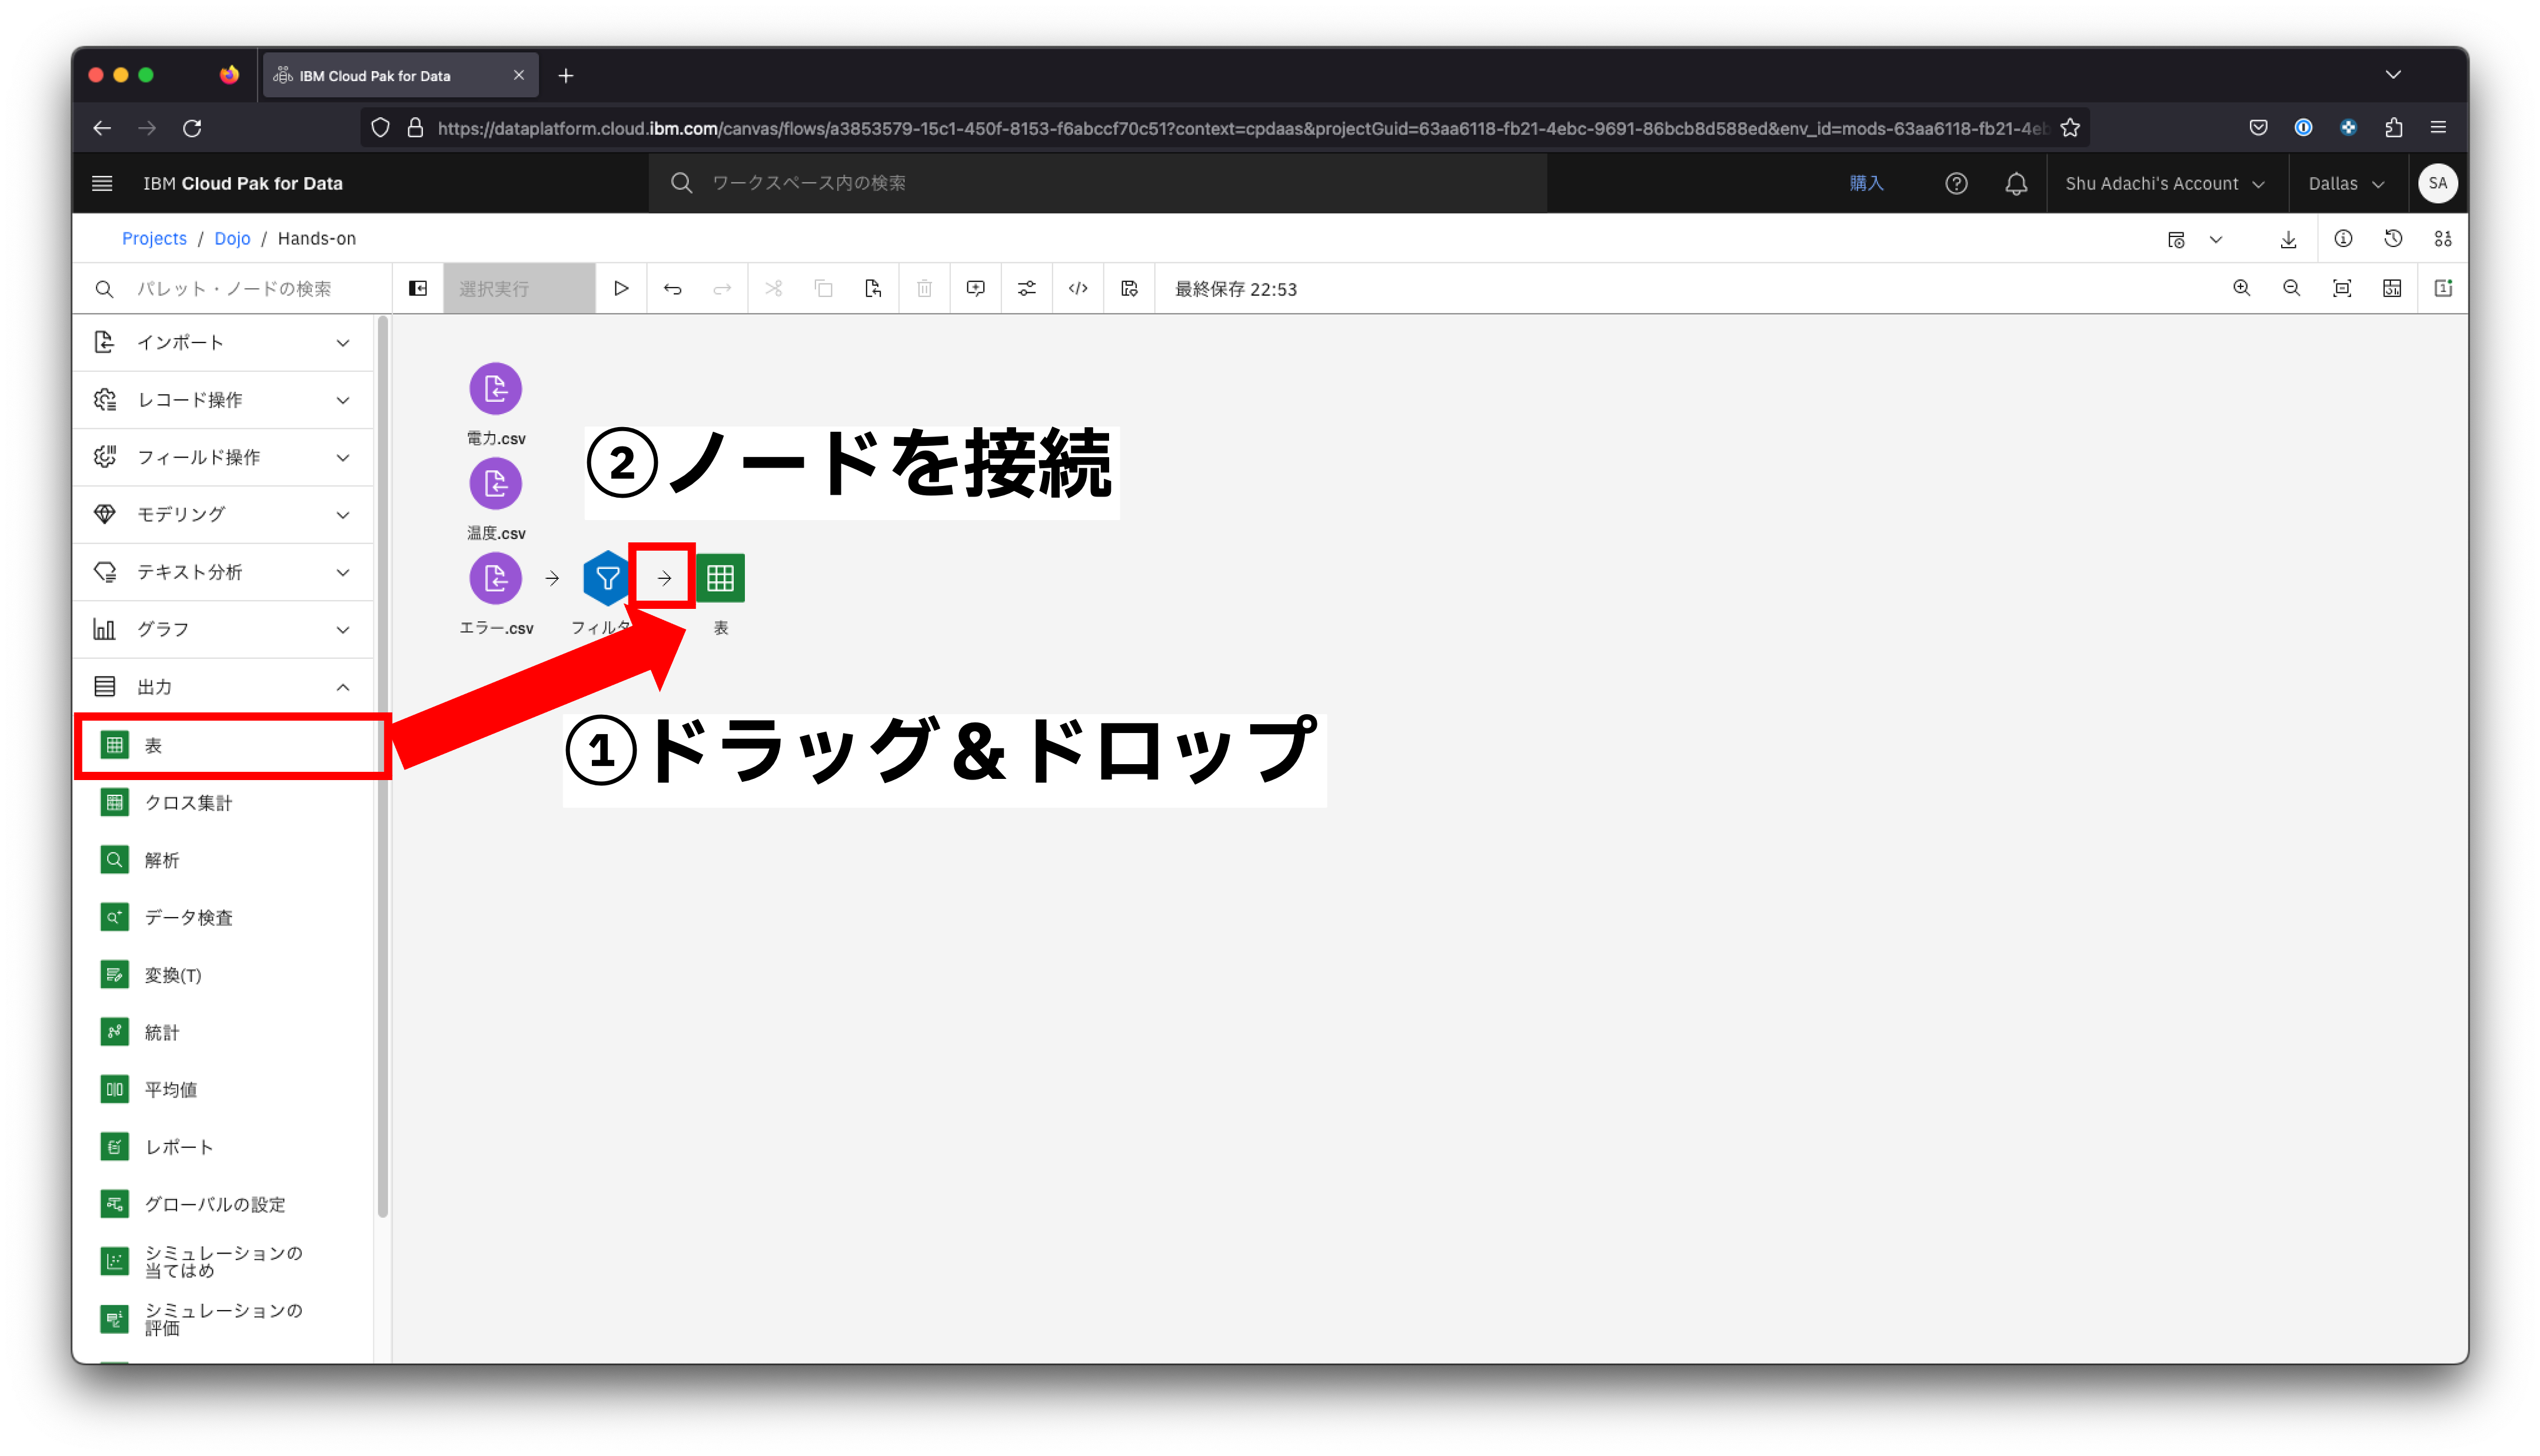 IBM Cloud Pak for Data
https://dataplatform.cloud.ibm.com/canvas/flows/a3853579-15c1-450f-8153-f6abccf70c51?context=cpdaas&projectGuid=63aa6118-fb21-4ebc-9691-86bcb8d588ed&env_id=mods-63aa6118-fb21-4eb
IBM Cloud Pak for Data
ワークスペース内の検索
購入
Shu Adachi's Account
Dallas
SA
Projects / Dojo / Hands-on
パレット・ノードの検索
選択実行
最終保存 22:53
インポート
レコード操作
フィールド操作
モデリング
テキスト分析
グラフ
出力
表
クロス集計
解析
データ検査
変換(T)
統計
平均値
レポート
グローバルの設定
シミュレーションの
当てはめ
シミュレーションの
評価
電力.csv
②ノードを接続
温度.csv
エラー.csv
フィルタ
表
①ドラッグ＆ドロップ